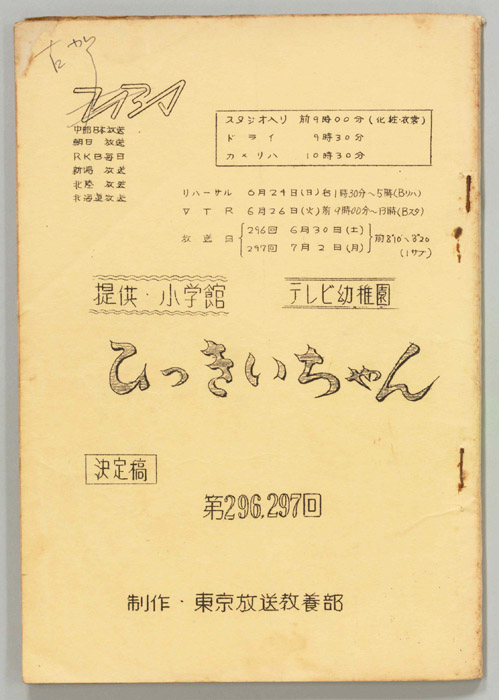 中部日本放送
朝日 放送
RKB毎日
新潟 放送
北陸 放送
北海道放送
スタジオ入り 前9時00分(化粧・衣裳)
ドライ 9時30分
カメリハ 10時30分
リハーサル 6月24日(日)后1時30分〜5時(Bリハ)
VTR 6月26日(火)前9時00分〜
放送日 296回 6月30日(土)
297回 7月2日(月)
前8°10'〜8°20'
提供・小学館
テレビ幼稚園
ひっきいちゃん
決定稿
第296,297回
制作・東京放送教養部